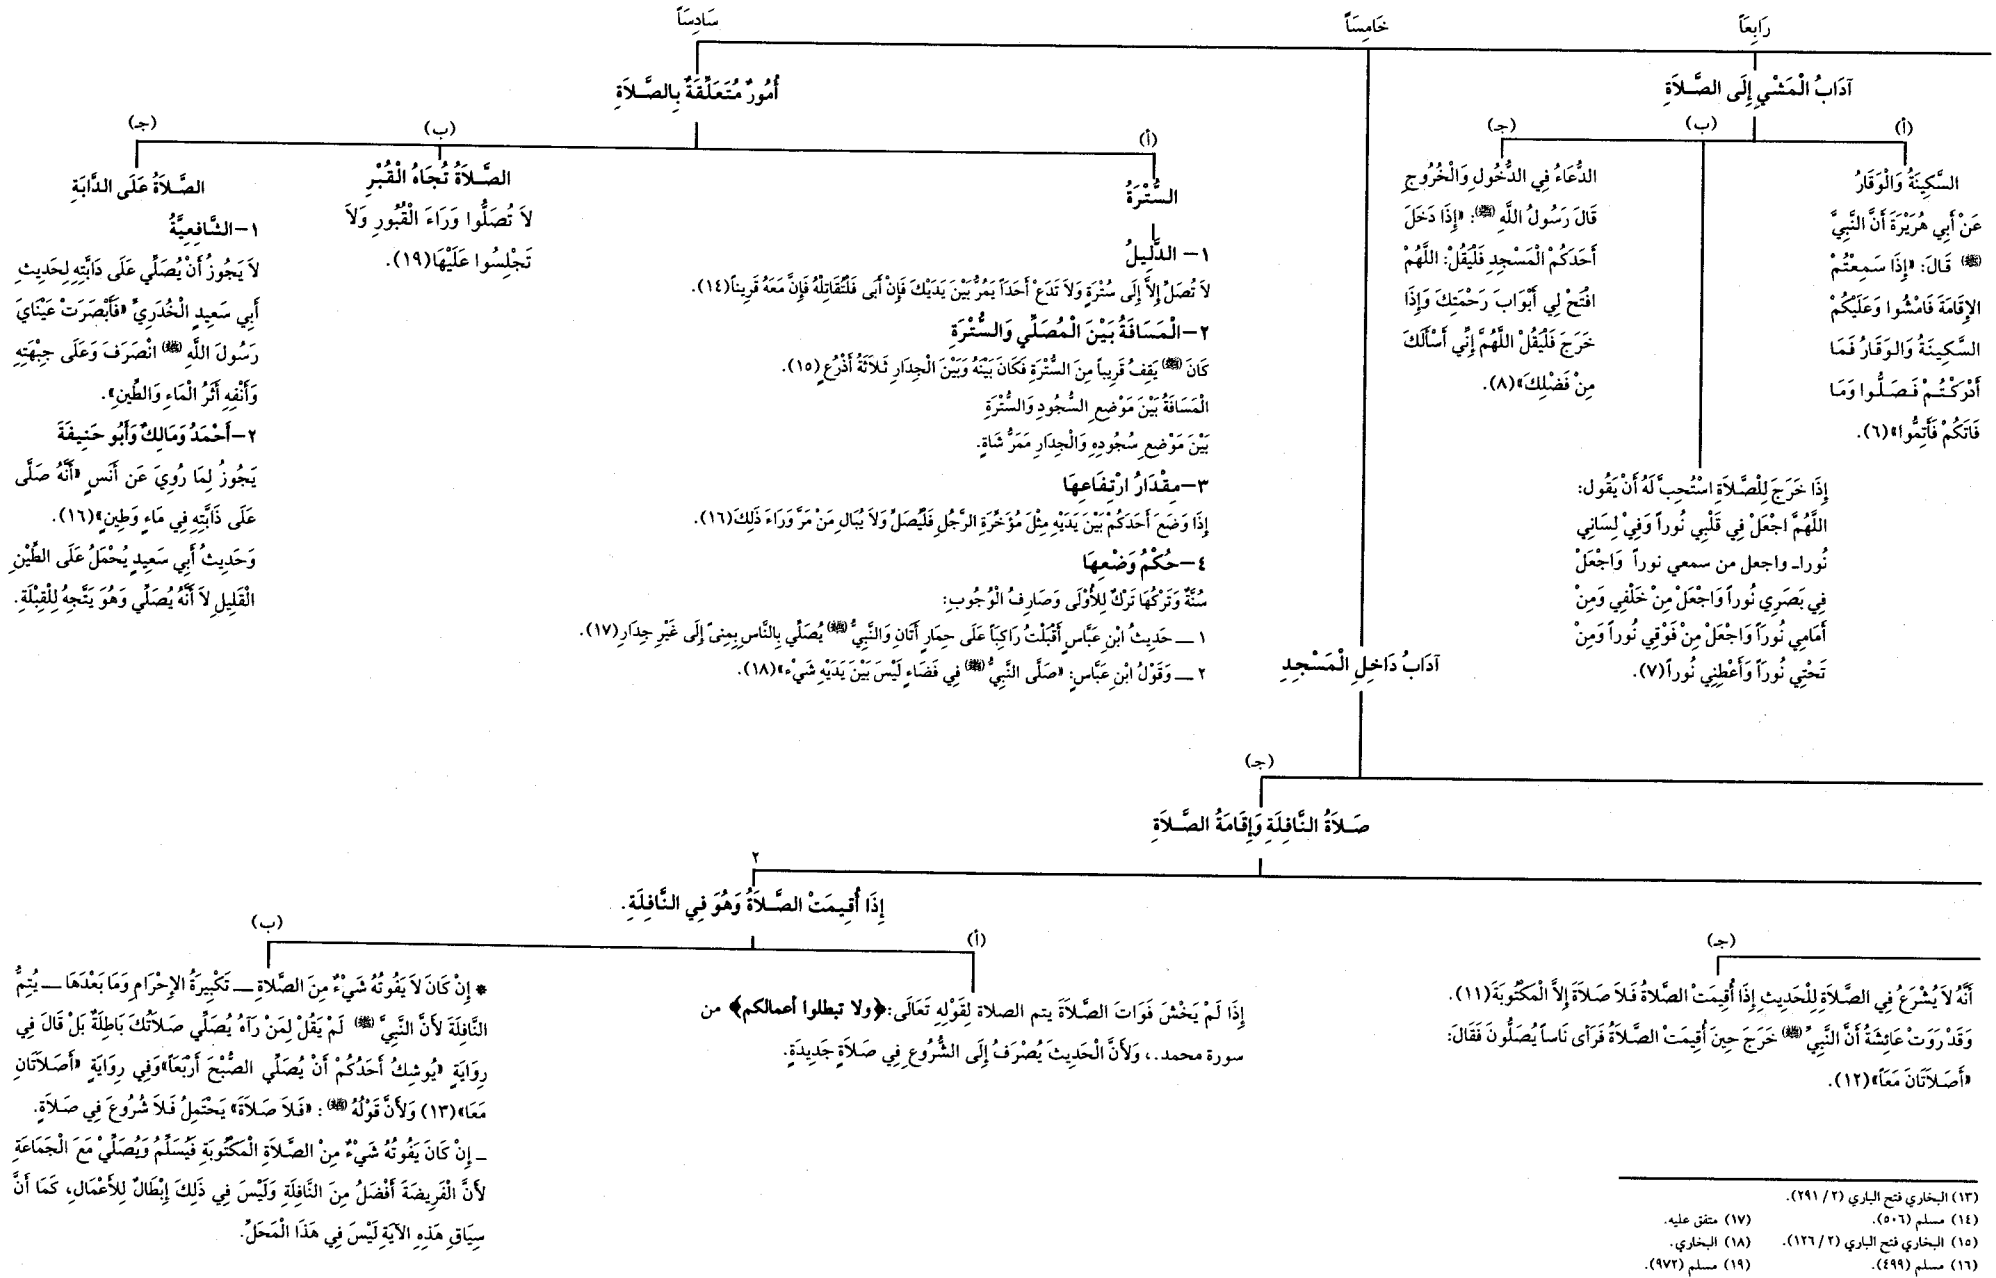 رَابِعَاً
آدَابُ الْمَشْيِ إِلَى الصَّلاَةِ
(أ)
السَّكِينَةُ وَالْوَقَارُ
عَنْ أَبِي هُرَيْرَةَ أَنَّ النَّبِيَّ
ﷺ قَالَ: «إِذَا سَمِعْتُمْ
الإِقَامَةَ فَامْشُوا وَعَلَيْكُمْ
السَّكِينَةُ وَالوَقَارُ فَمَا
أَدْرَكْتُمْ فَصَلُّوا وَمَا
فَاتَكُمْ فَأَتِمُّوا»(٦).
(ب)
إِذَا خَرَجَ لِلْصَّلاَةِ اسْتُحِبَّ لَهُ أَنْ يَقُول:
اللَّهُمَّ اجْعَلْ فِي قَلْبِي نُوراً وَفِيْ لِسَانِي
نُوراـ واجعل من سمعي نوراً وَاجْعَلْ
فِي بَصَرِي نُوراً وَاجْعَلْ مِنْ خَلْفِي وَمِنْ
أَمَامِي نُوراً وَاجْعَلْ مِنْ فَوْقِي نُوراً وَمِنْ
تَحْتِي نُورَاً وَأَعْطِنِي نُوراً(٧).
(جـ)
الدُّعَاءُ فِي الدُّخُولِ وَالْخُرُوجِ
قَالَ رَسُولُ اللَّهِ ﷺ: «إِذَا دَخَلَ
أَحَدَكُمْ الْمَسْجِدِ فَلْيَقُلْ: اللَّهُمْ
افْتَحْ لِي أَبْوَابَ رَحْمَتِكَ وَإِذَا
خَرَجَ فَلْيَقُلْ اللَّهُمَّ إِنِّي أَسْأَلَكَ
مِنْ فَضْلِكَ»(٨).
خَامِسَاً
آدَابُ دَاخِلِ الْمَسْجِدِ
سَادِسَاً
أُمُورٌ مُتَعَلِّقَةٌ بِالصَّلاَةِ
(أ)
السُّتْرَةُ
١– الدَّلِيلُ
لاَ تُصَلِّ إِلاَّ إِلَى سُتْرَةٍ وَلاَ تَدَعْ أَحَدَاً يَمُرُّ بَيْنَ يَدَيْكَ فَإِنْ أَبَى فَلْتُقَاتِلْهُ فَإِنَّ مَعَهُ قَرِيناً(١٤).
٢–الْمَسَافَةُ بَيْنَ الْمُصَلِّي وَالسُّتْرَةِ
كَانَ ﷺ يَقِفُ قَرِيباً مِنَ السُّتْرَةِ فَكَانَ بَيْنَهُ وَبَيْنَ الْجِدَارِ ثَلاَثَةُ أَذْرُعٍ(١٥).
الْمَسَافَةُ بَيْنَ مَوْضِعِ السُّجُودِ وَالسُّتْرَةِ
بَيْنَ مَوْضِعِ سُجُودِهِ وَالْجِدَارِ مَمَرُّ شَاةٍ.
٣–مِقْدَارُ ارْتِفَاعِهَا
إِذَا وَضَعَ أَحَدَكُمْ بَيْنَ يَدَيْهِ مِثْلَ مُؤَخَّرَةِ الرَّجُلِ فَلْيُصَلِّ وَلاَ يُبَالِ مَنْ مَرَّ وَرَاءَ ذَلِكَ(١٦).
٤–حُكْمُ وَضْعِهَا
سُنَّةٌ وَتَرْكُهَا تَرْكٌ لِلأُوْلَى وَصَارِفُ الْوُجُوبِ:
١ ــ حَدِيثُ ابْنِ عَبَّاسٍ أَقْبَلْتُ رَاكِبَاً عَلَى حِمَارٍ أَتَانِ وَالنَّبِيُّ ﷺ يُصَلِّي بِالنَّاسِ بِمِنىً إِلَى غَيْرِ جِدَارٍ(١٧).
٢ ــ وَقَوْلُ ابْنِ عَبَّاسٍ: «صَلَّى النَّبِيُّ ﷺ فِي فَضَاءٍ لَيْسَ بَيْنَ يَدَيْهِ شَيْء»(١٨).
(ب)
الصَّلاَةُ تُجَاهُ الْقُبْرِ
لاَ تُصَلُّوا وَرَاءَ الْقُبُورِ وَلاَ
تَجْلِسُوا عَلَيْهَا(١٩).
(جـ)
الصَّلاَةُ عَلَى الدَّابَةِ
١–الشَّافِعِيَّةُ
لاَ يَجُوزُ أَنْ يُصَلِّي عَلَى دَابَّتِهِ لِحَدِيثِ
أَبِي سَعِيدٍ الْخُدَرِيِّ «فَأَبْصَرَتْ عَيْنَايَ
رَسُولَ اللَّهِ ﷺ انْصَرَفَ وَعَلَى جِبْهَتِهِ
وَأَنْفِهِ أَثَرُ الْمَاءِ وَالطِّينِ».
٢–أَحْمَدُ وَمَالِكٌ وَأَبُو حَنِيفَةَ
يَجُوزُ لِمَا رُوِيَ عَن أَنَسٍ «أَنَّهُ صَلَّى
عَلَى ذَابَّتِهِ فِي مَاءٍ وَطِينٍ»(١٦).
وَحَدِيثُ أَبِي سَعِيدٍ يُحْمَلُ عَلَى الطِّيْنِ
الْقَلِيلِ لاَ أَنَّهُ يُصَلِّي وَهُوَ يَتَّجِهُ لِلْقِبْلَةِ.
(جـ)
صَلاَةُ النَّافِلَةِ وَإِقَامَةُ الصَّلاَةِ
(جـ)
أَنَّهُ لاَ يُشْرَعُ فِي الصَّلاَةِ لِلْحَدِيثِ إِذَا أُقِيمَتْ الصَّلاةُ فَلاَ صَلاَةَ إِلاَّ الْمَكْتُوبَةَ(١١).
وَقَدْ رَوَتْ عَائِشَةُ أَنَّ النَّبِيَّ ﷺ خَرَجَ حِينَ أُقِيمَتْ الصَّلاَةُ فَرَأَى نَاساً يُصَلُّونَ فَقَالَ:
«أَصَلاَتَانَ مَعَاً»(١٢).
٢
إِذَا أُقِيمَتْ الصَّلاَةُ وَهُوَ فِي النَّافِلَةِ.
(أ)
إِذَا لَمْ يَخْشَ فَوَاتَ الصَّلاَةَ يتم الصلاة لِقَوْلِهِ تَعَالَى:﴿ولا تبطلوا أعمالكم﴾ من
سورة محمد.، وَلأَنَّ الْحَدِيثَ يُصْرَفُ إِلَى الشُّرُوعِ فِي صَلاَةٍ جَدِيدَةٍ.
(ب)
* إِنْ كَانَ لاَ يَفُوتُهُ شَيْءٌ مِنَ الصَّلاةِ ــ تَكْبِيرَةُ الإِحْرَامِ وَمَا بَعْدَهَا ــ يُتِمُّ
النَّافِلَةَ لأَنَّ النَّبِيَّ ﷺ لَمْ يَقُلْ لِمَنْ رَآهُ يُصَلِّي صَلاَتُكَ بَاطِلَةٌ بَلْ قَالَ فِي
رِوَايَةٍ «يُوشِكُ أَحَدُكُمْ أَنْ يُصَلِّي الصُّبْحَ أَرْبَعَاً»وَفِي رِوَايَةٍ «أَصَلاَتَانِ
مَعَا»(١٣) وَلأَنَّ قَوْلُهُ ﷺ : «فَلاَ صَلاَةَ» يَحْتَمِلُ فَلاَ شُرُوعَ فِي صَلاَةٍ.
ـ إِنْ كَانَ يَفُوتُهُ شَيْءٌ مِنْ الصَّلاَةِ الْمَكْتُوبَةِ فَيُسَلِّمُ وَيُصَلِّيْ مَعَ الْجَمَاعَةِ
لأَنَّ الْفَرِيضَةَ أَفْضَلُ مِنَ النَّافِلَةِ وَلَيْسَ فِي ذَلِكَ إِبْطَالٌ لِلأَعْمَالِ، كَمَا أَنَّ
سِيَاقِ هَذِهِ الآيَةِ لَيْسَ فِي هَذَا الْمَحَلِّ.
(١٣) البخاري فتح الباري (٢/ ٢٩١).
(١٤) مسلم (٥٠٦).
(١٥) البخاري فتح الباري (٢/ ١٢٦).
(١٦) مسلم (٤٩٩).
(١٧) متفق عليه.
(١٨) البخاري.
(١٩) مسلم (٩٧٢).